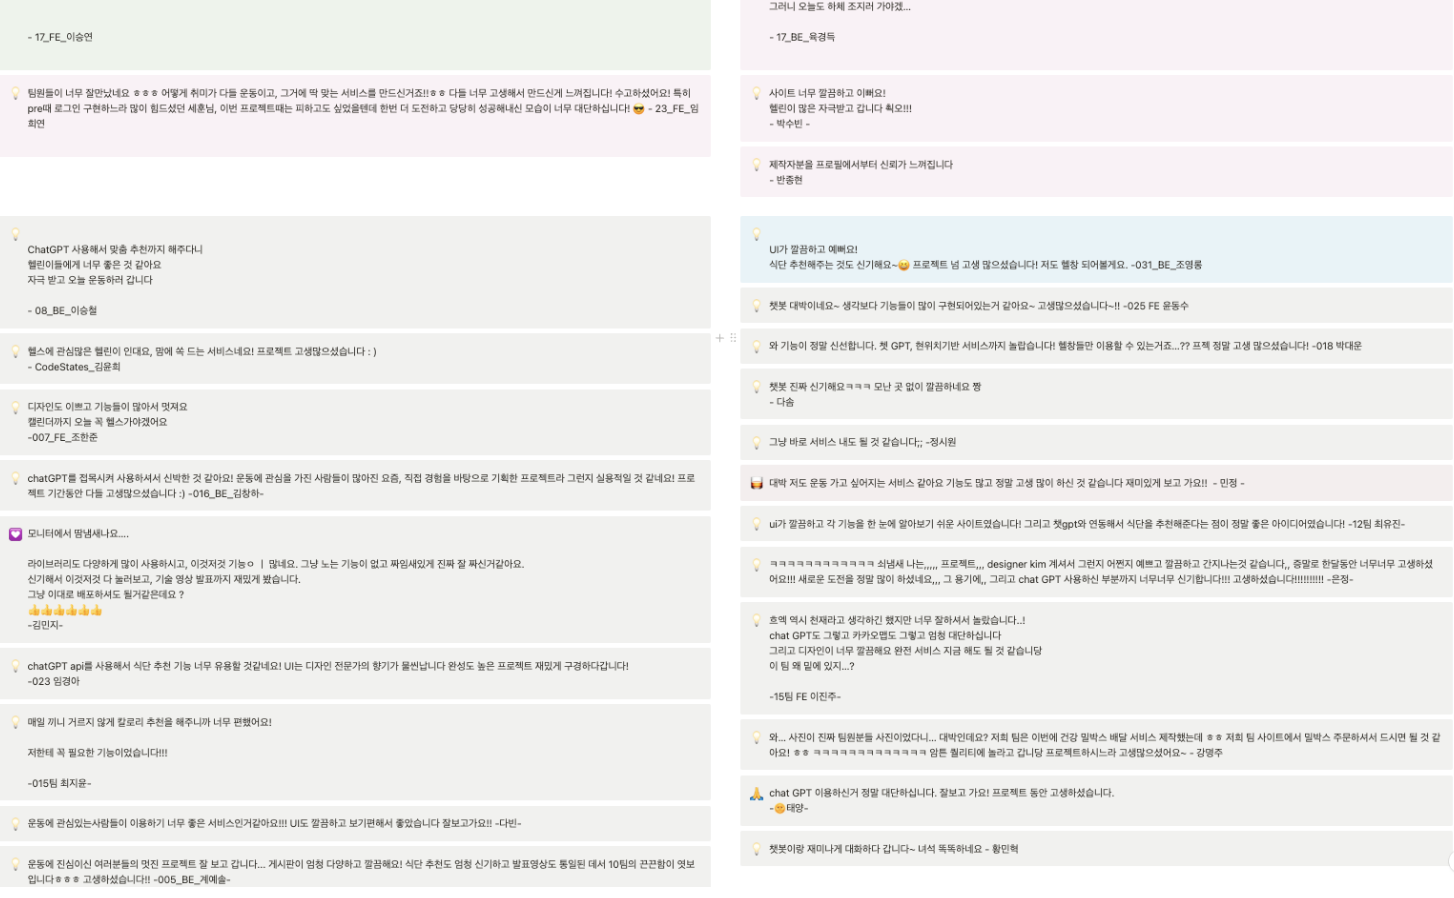 - 17_FE_이승연
팀원들이 너무 잘만났네요 ㅎㅎㅎ 어떻게 취미가 다들 운동이고, 그거에 딱 맞는 서비스를 만드신거죠!!ㅎㅎ 다들 너무 고생해서 만드신게 느껴집니다! 수고하셨어요! 특히
pre때 로그인 구현하느라 많이 힘드셨던 세훈님, 이번 프로젝트때는 피하고도 싶었을텐데 한번 더 도전하고 당당히 성공해내신 모습이 너무 대단하십니다! 😎 - 23_FE_임
희연
ChatGPT 사용해서 맞춤 추천까지 해주다니
헬린이들에게 너무 좋은 것 같아요
자극 받고 오늘 운동하러 갑니다
- 08_BE_이승철
헬스에 관심많은 헬린이 인대요, 맘에 쏙 드는 서비스네요! 프로젝트 고생많으셨습니다 : )
- CodeStates_김윤희
디자인도 이쁘고 기능들이 많아서 멋져요
캘린더까지 오늘 꼭 헬스가야겠어요
-007_FE_조한준
chatGPT를 접목시켜 사용하셔서 신박한 것 같아요! 운동에 관심을 가진 사람들이 많아진 요즘, 직접 경험을 바탕으로 기획한 프로젝트라 그런지 실용적일 것 같네요! 프로
젝트 기간동안 다들 고생많으셨습니다 :) -016_BE_김창하-
모니터에서 땀냄새나요....
라이브러리도 다양하게 많이 사용하시고, 이것저것 기능ㅇ ㅣ 많네요. 그냥 노는 기능이 없고 짜임새있게 진짜 잘 짜신거같아요.
신기해서 이것저것 다 눌러보고, 기술 영상 발표까지 재밌게 봤습니다.
그냥 이대로 배포하셔도 될거같은데요 ?
👍👍👍👍👍👍
-김민지-
chatGPT api를 사용해서 식단 추천 기능 너무 유용할 것같네요! UI는 디자인 전문가의 향기가 물씬납니다 완성도 높은 프로젝트 재밌게 구경하다갑니다!
-023 임경아
매일 끼니 거르지 않게 칼로리 추천을 해주니까 너무 편했어요!
저한테 꼭 필요한 기능이었습니다!!!
-015팀 최지윤-
운동에 관심있는사람들이 이용하기 너무 좋은 서비스인거같아요!!! UI도 깔끔하고 보기편해서 좋았습니다 잘보고가요!! -다빈-
운동에 진심이신 여러분들의 멋진 프로젝트 잘 보고 갑니다... 게시판이 엄청 다양하고 깔끔해요! 식단 추천도 엄청 신기하고 발표영상도 통일된 데서 10팀의 끈끈함이 엿보
입니다ㅎㅎㅎ 고생하셨습니다!! -005_BE_계예솔-
그러니 오늘도 하체 조지러 가야겠...
- 17_BE_육경득
사이트 너무 깔끔하고 이뻐요!
헬린이 많은 자극받고 갑니다 쵝오!!!
- 박수빈 -
제작자분을 프로필에서부터 신뢰가 느껴집니다
- 반종현
UI가 깔끔하고 예뻐요!
식단 추천해주는 것도 신기해요~😄 프로젝트 넘 고생 많으셨습니다! 저도 헬창 되어볼게요. -031_BE_조영롱
챗봇 대박이네요~ 생각보다 기능들이 많이 구현되어있는거 같아요~ 고생많으셨습니다~!! -025 FE 윤동수
와 기능이 정말 신선합니다. 쳇 GPT, 현위치기반 서비스까지 놀랍습니다! 헬창들만 이용할 수 있는거죠...?? 프젝 정말 고생 많으셨습니다! -018 박대운
쳇봇 진짜 신기해요ㅋㅋㅋ 모난 곳 없이 깔끔하네요 짱
- 다솜
그냥 바로 서비스 내도 될 것 같습니다;; -정시원
대박 저도 운동 가고 싶어지는 서비스 같아요 기능도 많고 정말 고생 많이 하신 것 같습니다 재미있게 보고 가요!! - 민정 -
ui가 깔끔하고 각 기능을 한 눈에 알아보기 쉬운 사이트였습니다! 그리고 챗gpt와 연동해서 식단을 추천해준다는 점이 정말 좋은 아이디어였습니다! -12팀 최유진-
ㅋㅋㅋㅋㅋㅋㅋㅋㅋㅋㅋㅋ 쇠냄새 나는,,,,, 프로젝트,,, designer kim 계셔서 그런지 어쩐지 예쁘고 깔끔하고 간지나는것 같습니다,, 증말로 한달동안 너무너무 고생하셨
어요!!! 새로운 도전을 정말 많이 하셨네요,,, 그 용기에,, 그리고 chat GPT 사용하신 부분까지 너무너무 신기합니다!!! 고생하셨습니다!!!!!!!!!! -은정-
흐엑 역시 천재라고 생각하긴 했지만 너무 잘하셔서 놀랐습니다..!
chat GPT도 그렇고 카카오맵도 그렇고 엄청 대단하십니다
그리고 디자인이 너무 깔끔해요 완전 서비스 지금 해도 될 것 같습니당
이 팀 왜 밑에 있지...?
-15팀 FE 이진주-
와... 사진이 진짜 팀원분들 사진이었다니... 대박인데요? 저희 팀은 이번에 건강 밀박스 배달 서비스 제작했는데 ㅎㅎ 저희 팀 사이트에서 밀박스 주문하셔서 드시면 될 것 같
아요! ㅎㅎ ㅋㅋㅋㅋㅋㅋㅋㅋㅋㅋㅋㅋㅋ 암튼 퀄리티에 놀라고 갑니당 프로젝트하시느라 고생많으셨어요~ - 강명주
chat GPT 이용하신거 정말 대단하십니다. 잘보고 가요! 프로젝트 동안 고생하셨습니다.
-🌞태양-
쳇봇이랑 재미나게 대화하다 갑니다~ 녀석 똑똑하네요 - 황민혁